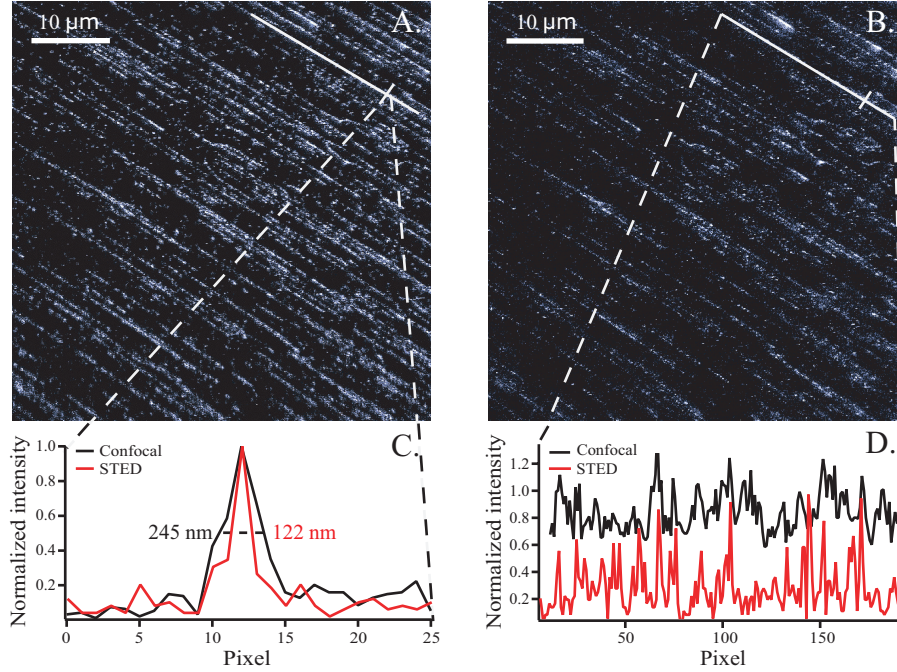 10 µm
A.
10 µm
B.
C.
Confocal
STED
Normalized intensity
1.0
0.8
0.6
0.4
0.2
245 nm
122 nm
0
5
10
15
20
25
Pixel
D.
Confocal
STED
Normalized intensity
1.2
1.0
0.8
0.6
0.4
0.2
50
100
150
Pixel